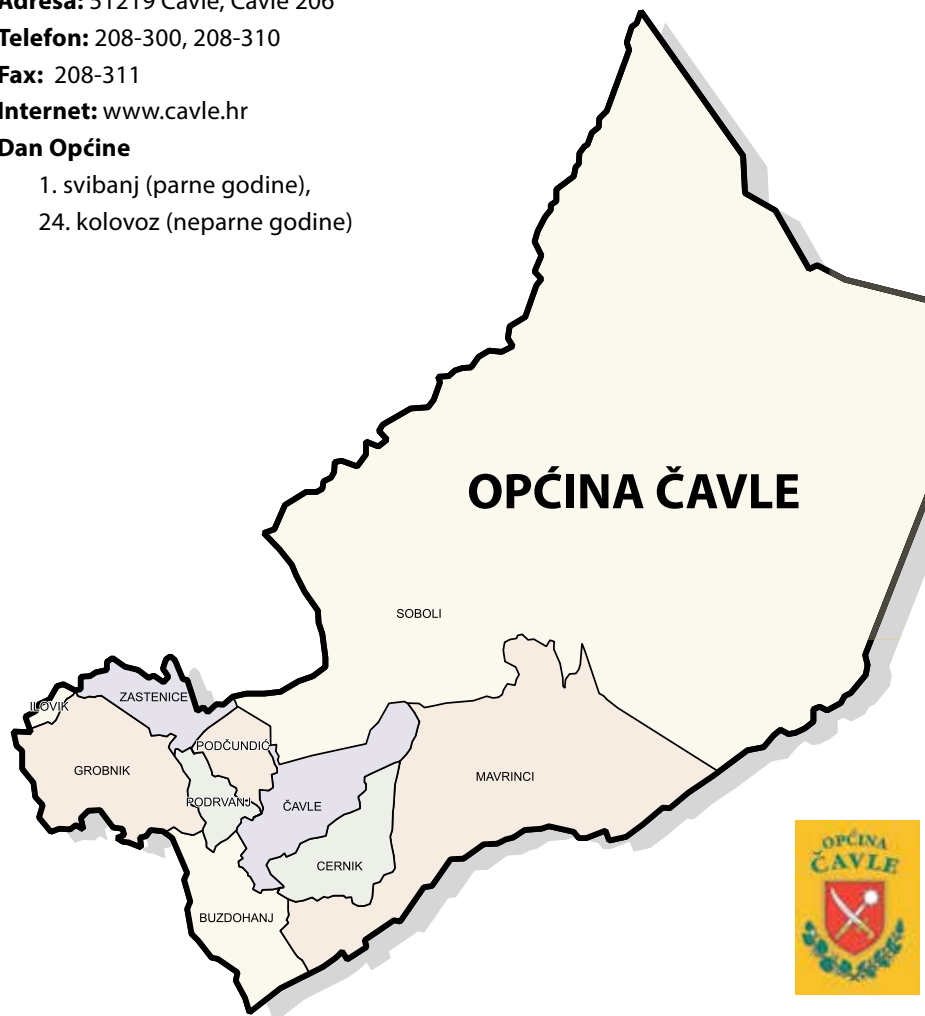 Adresa: 51219 Čavle, Čavle 206
Telefon: 208-300, 208-310
Fax: 208-311
Internet: www.cavle.hr
Dan Općine
1. svibanj (parne godine),
24. kolovoz (neparne godine)
OPĆINA ČAVLE
SOBOLI
ZASTENICE
ILOVIK
PODČUNDIĆ
GROBNIK
MAVRINCI
PODRVANJ
ČAVLE
CERNIK
BUZDOHANJ
OPĆINA
ČAVLE